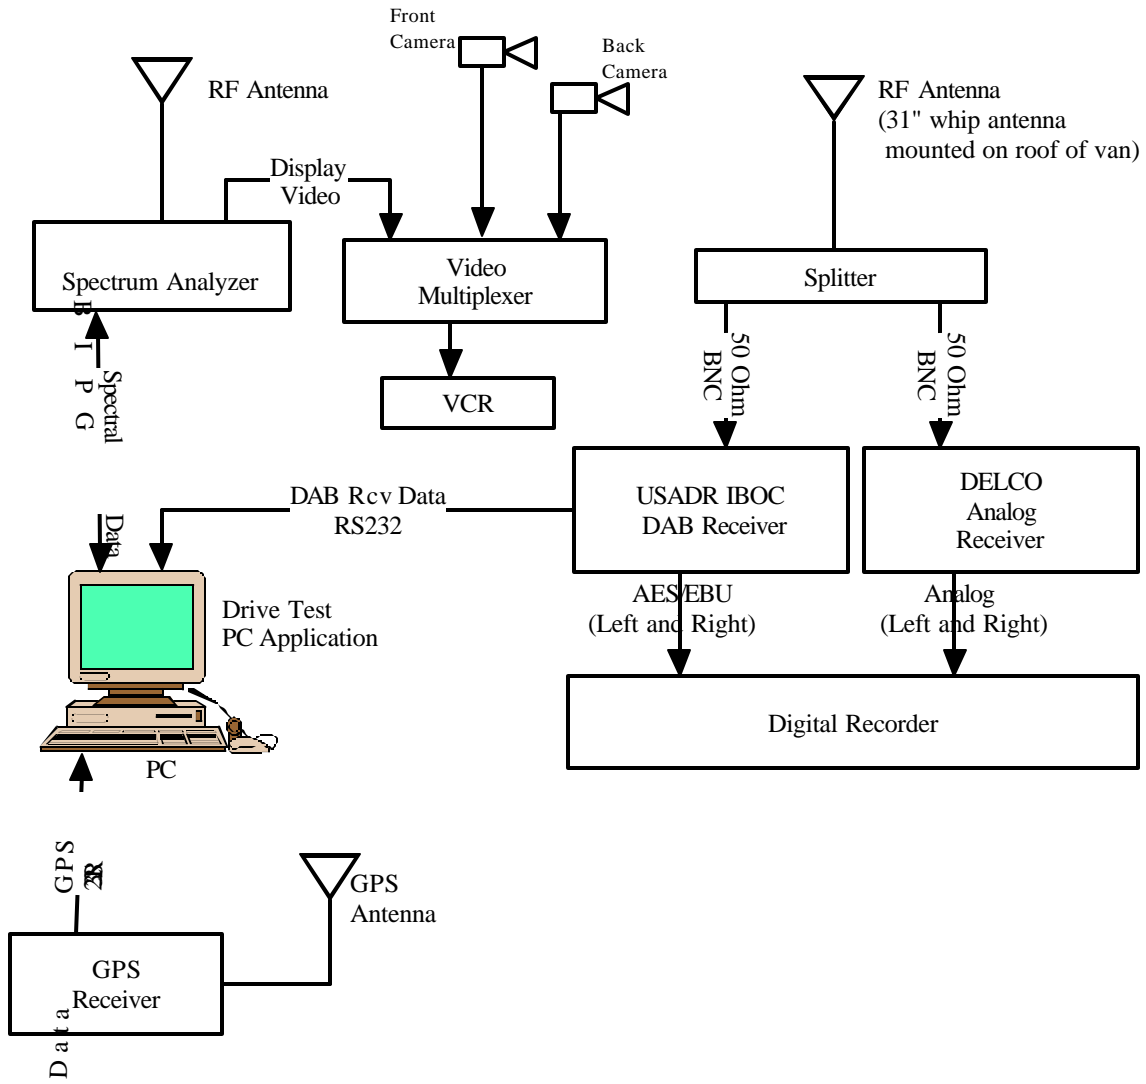 Front
Camera
Back
Camera
RF Antenna
RF Antenna
(31" whip antenna
mounted on roof of van)
Display
Video
Spectrum Analyzer
Video
Multiplexer
Splitter
B I P G
Spectral
Data
VCR
50 Ohm
BNC
50 Ohm
BNC
DAB Rcv Data
RS232
USADR IBOC
DAB Receiver
DELCO
Analog
Receiver
AES/EBU
(Left and Right)
Analog
(Left and Right)
Drive Test
PC Application
Digital Recorder
PC
GPS
Data
GPS
Antenna
GPS
Receiver